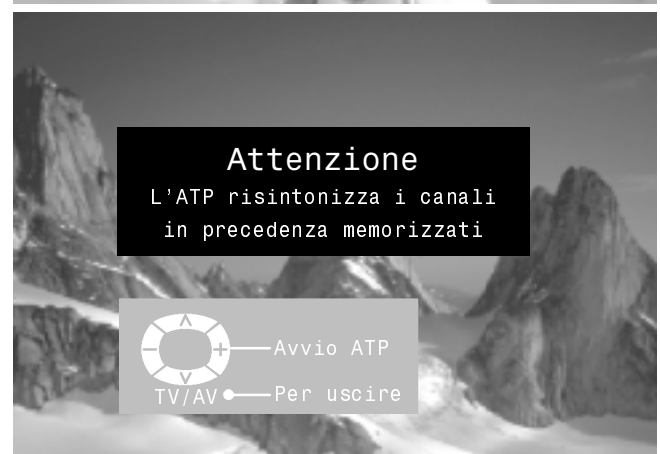 Attenzione
L'ATP risintonizza i canali
in precedenza memorizzati
+ Avvio ATP
TV/AV Per uscire